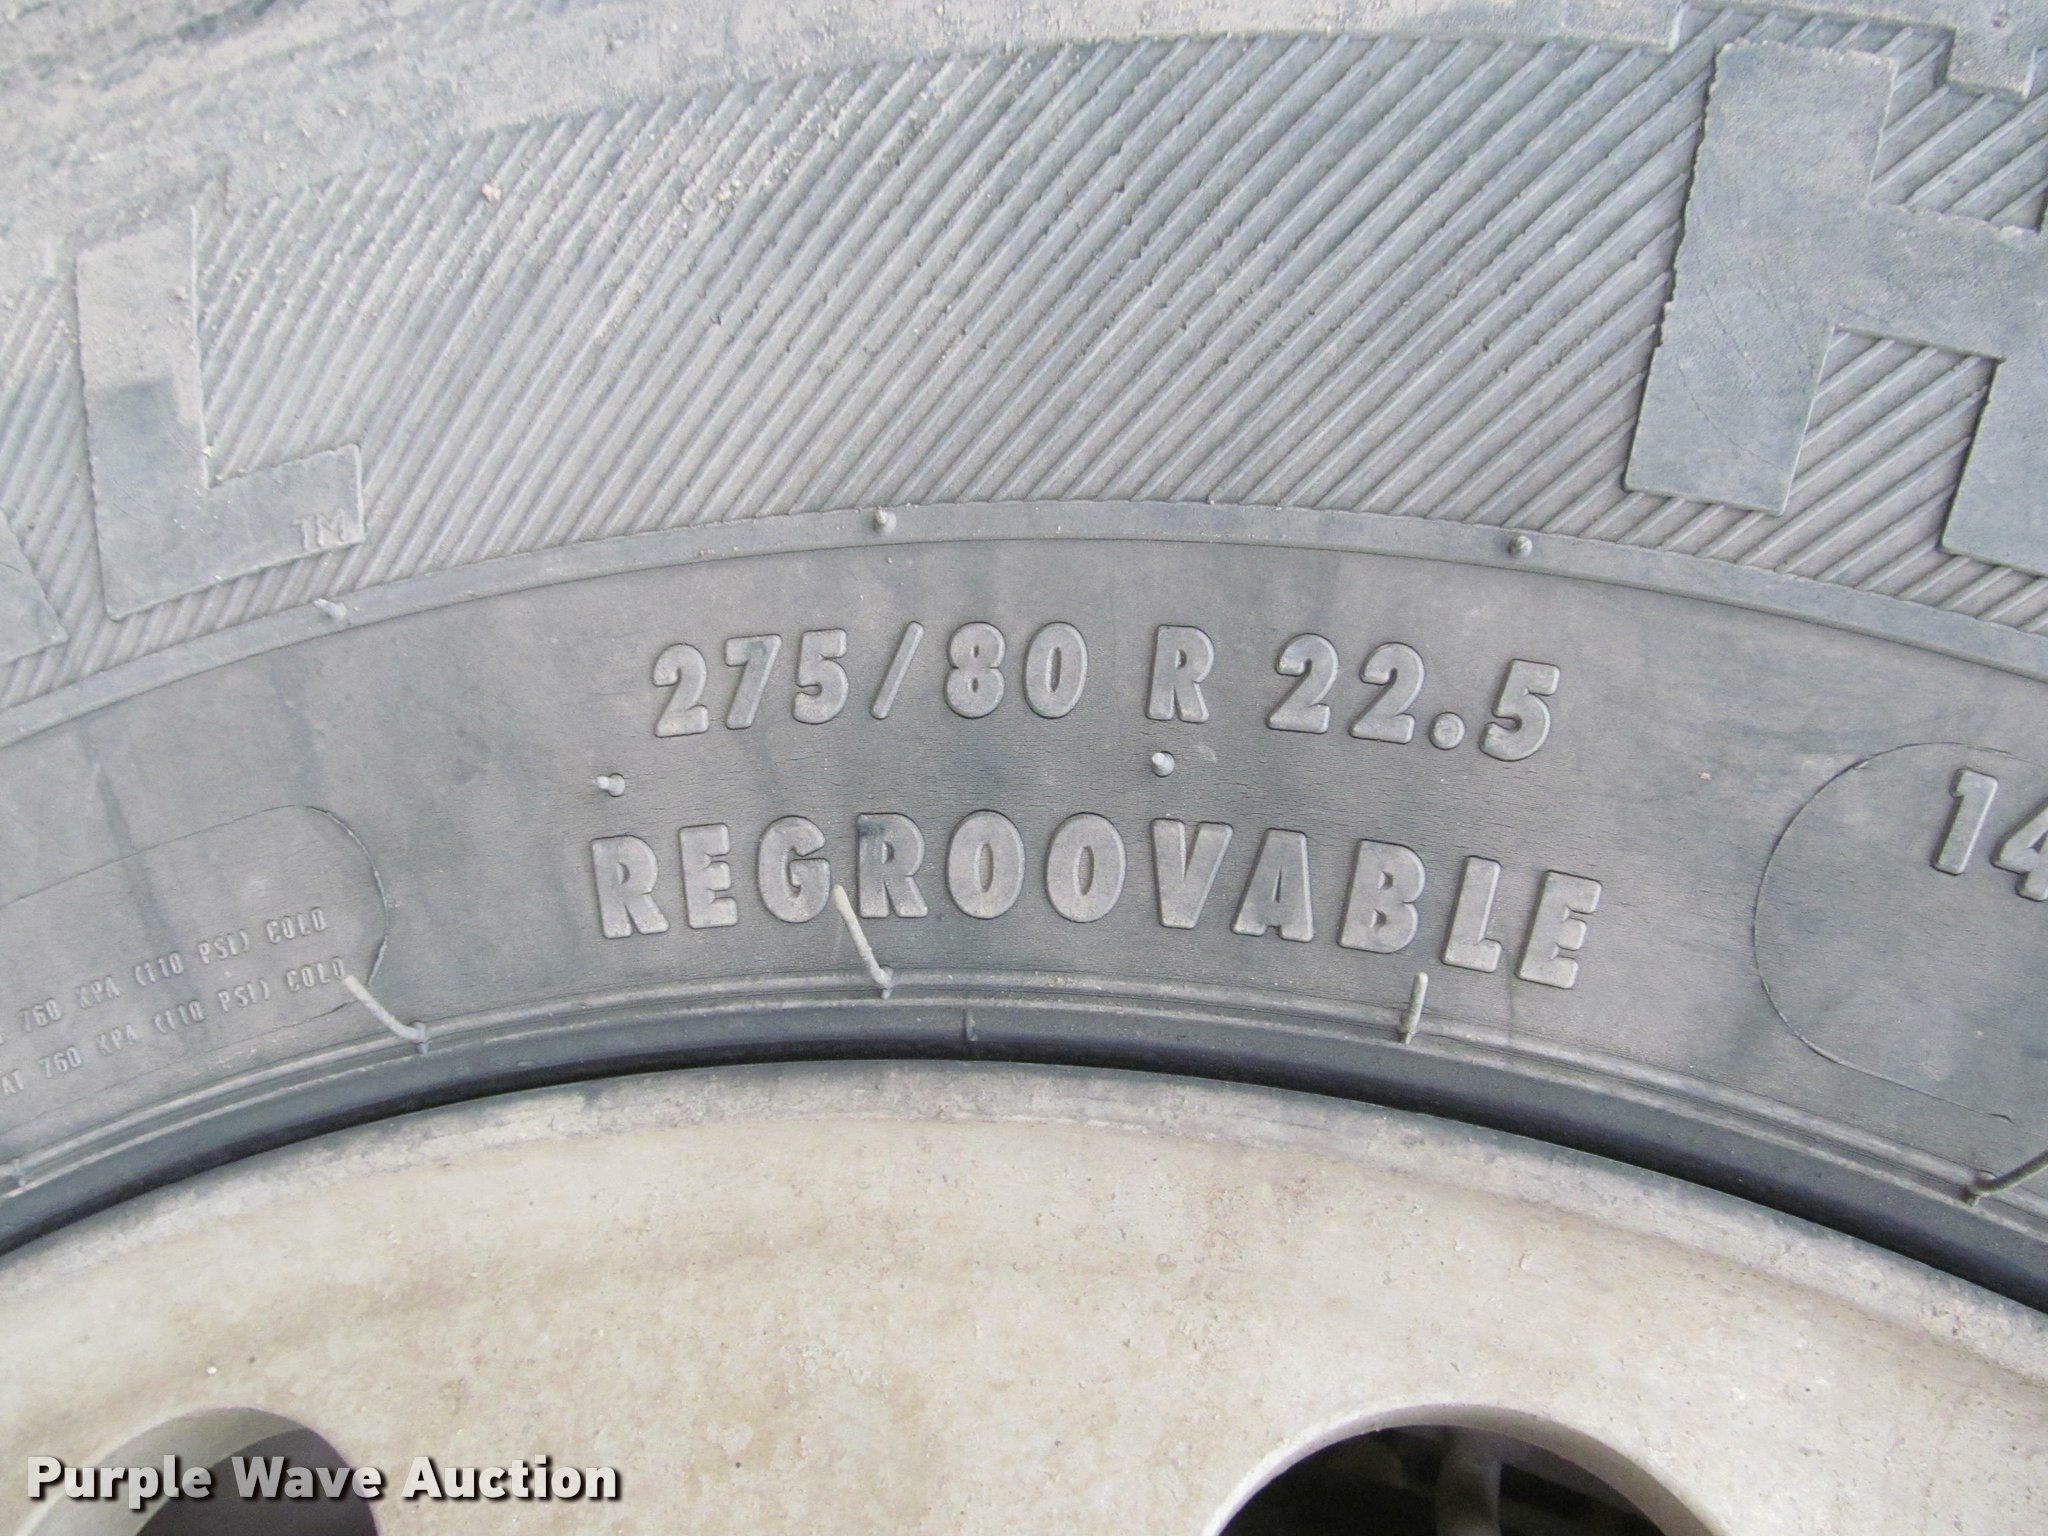 L
TM
H
275/80 R 22.5
REGROOVABLE
14
760 KPA (110 PSI) COLD
AT 760 KPA (110 PSI) COLD
Purple Wave Auction